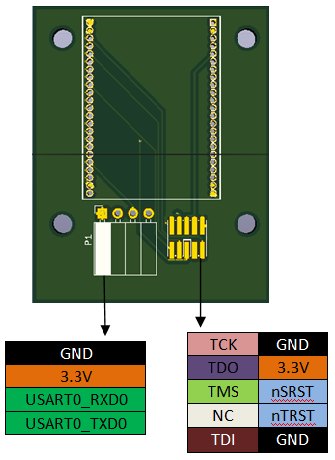 P1
GND
3.3V
USART0_RXD0
USART0_TXD0
TCK GND
TDO 3.3V
TMS nSRST
NC nTRST
TDI GND